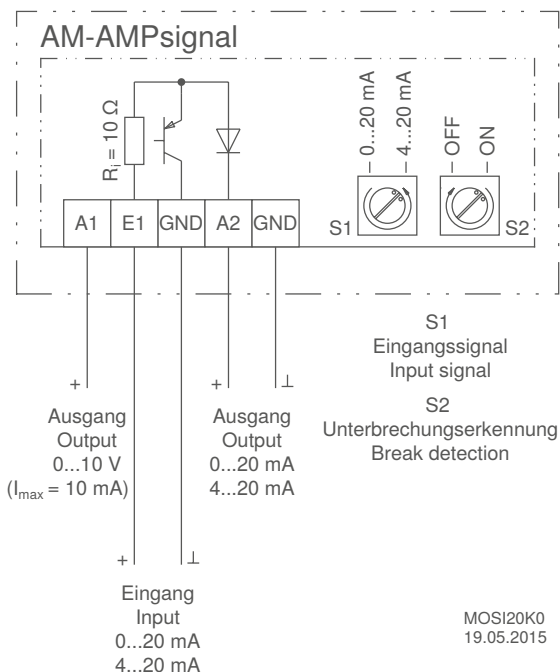 AM-AMPsignal
R_i = 10 Ω
0...20 mA
4...20 mA
OFF
ON
A1 E1 GND A2 GND
S1
S2
S1
Eingangssignal
Input signal
S2
Unterbrechungserkennung
Break detection
+
+ ⊥
Ausgang
Output
0...10 V
(I_max = 10 mA)
Ausgang
Output
0...20 mA
4...20 mA
+ ⊥
Eingang
Input
0...20 mA
4...20 mA
MOSI20K0
19.05.2015